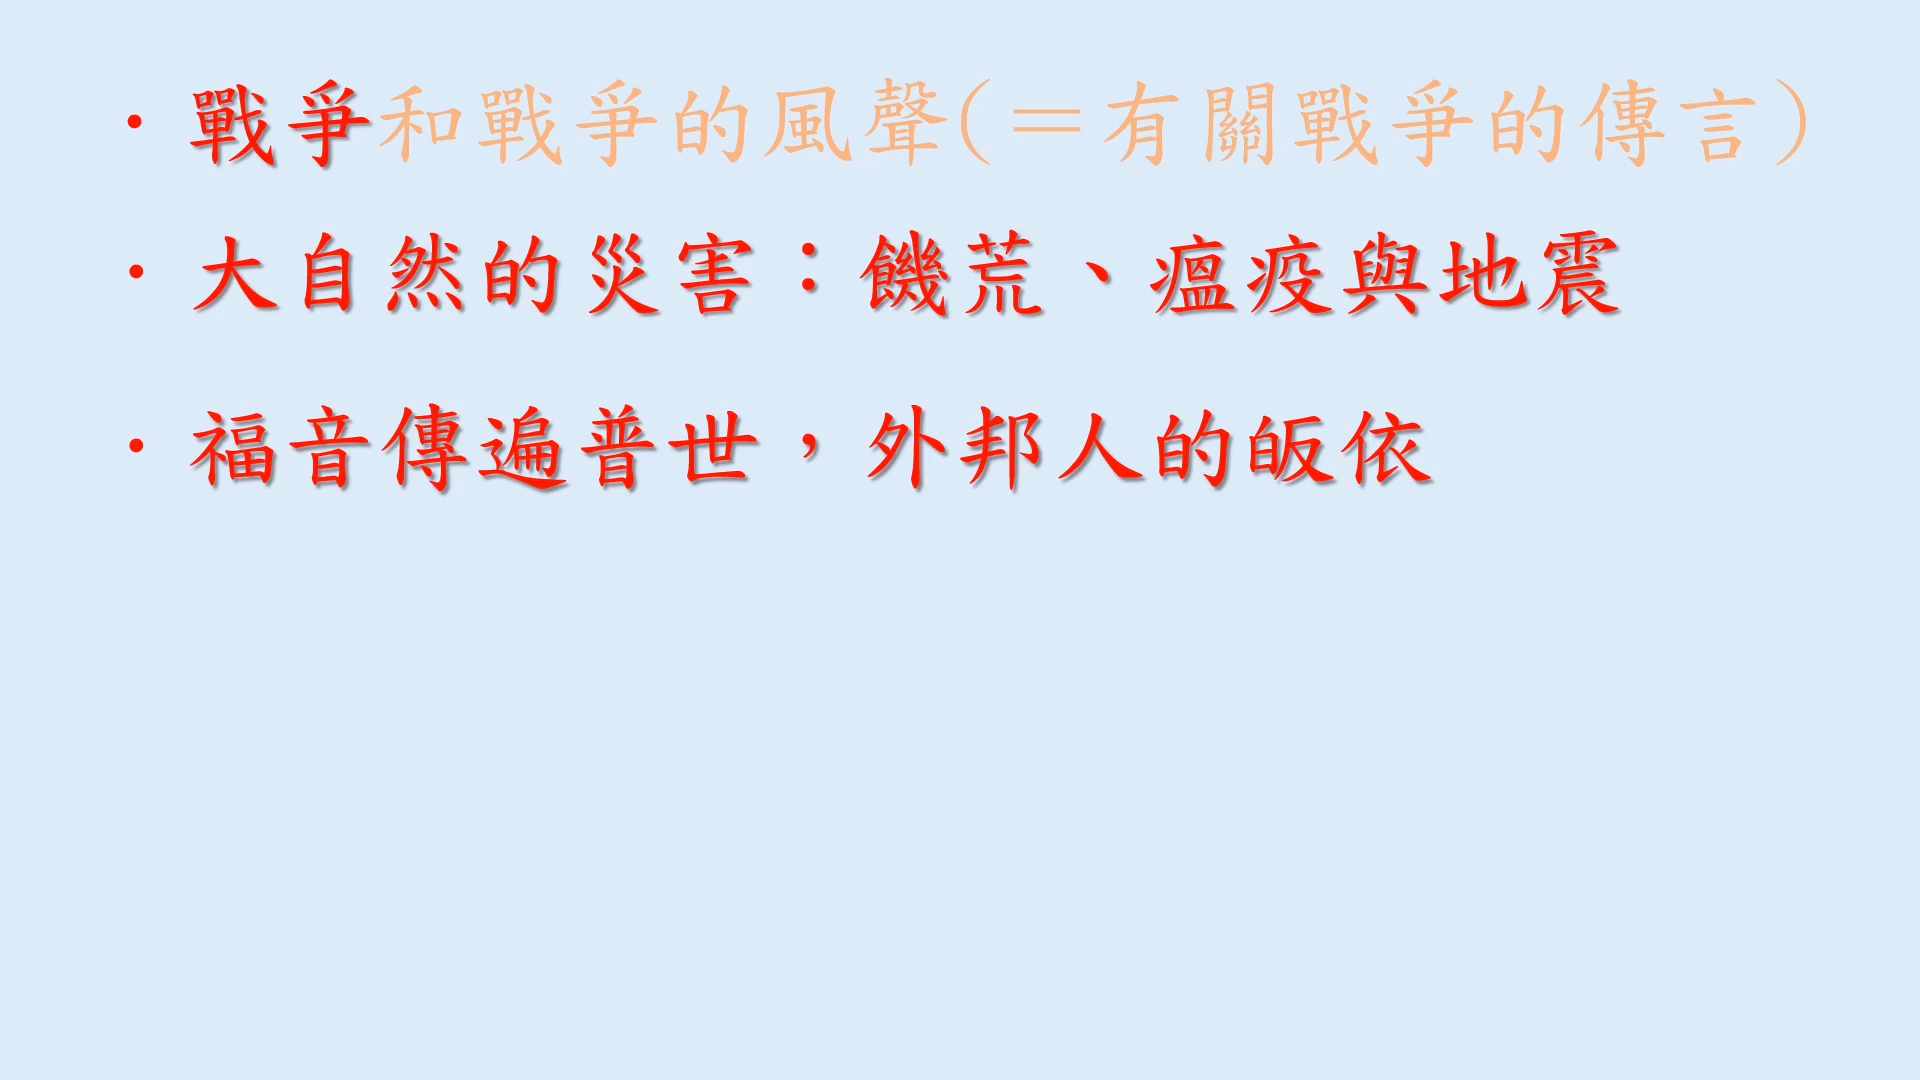 • 戰爭和戰爭的風聲(＝有關戰爭的傳言)
• 大自然的災害：饑荒、瘟疫與地震
• 福音傳遍普世，外邦人的皈依